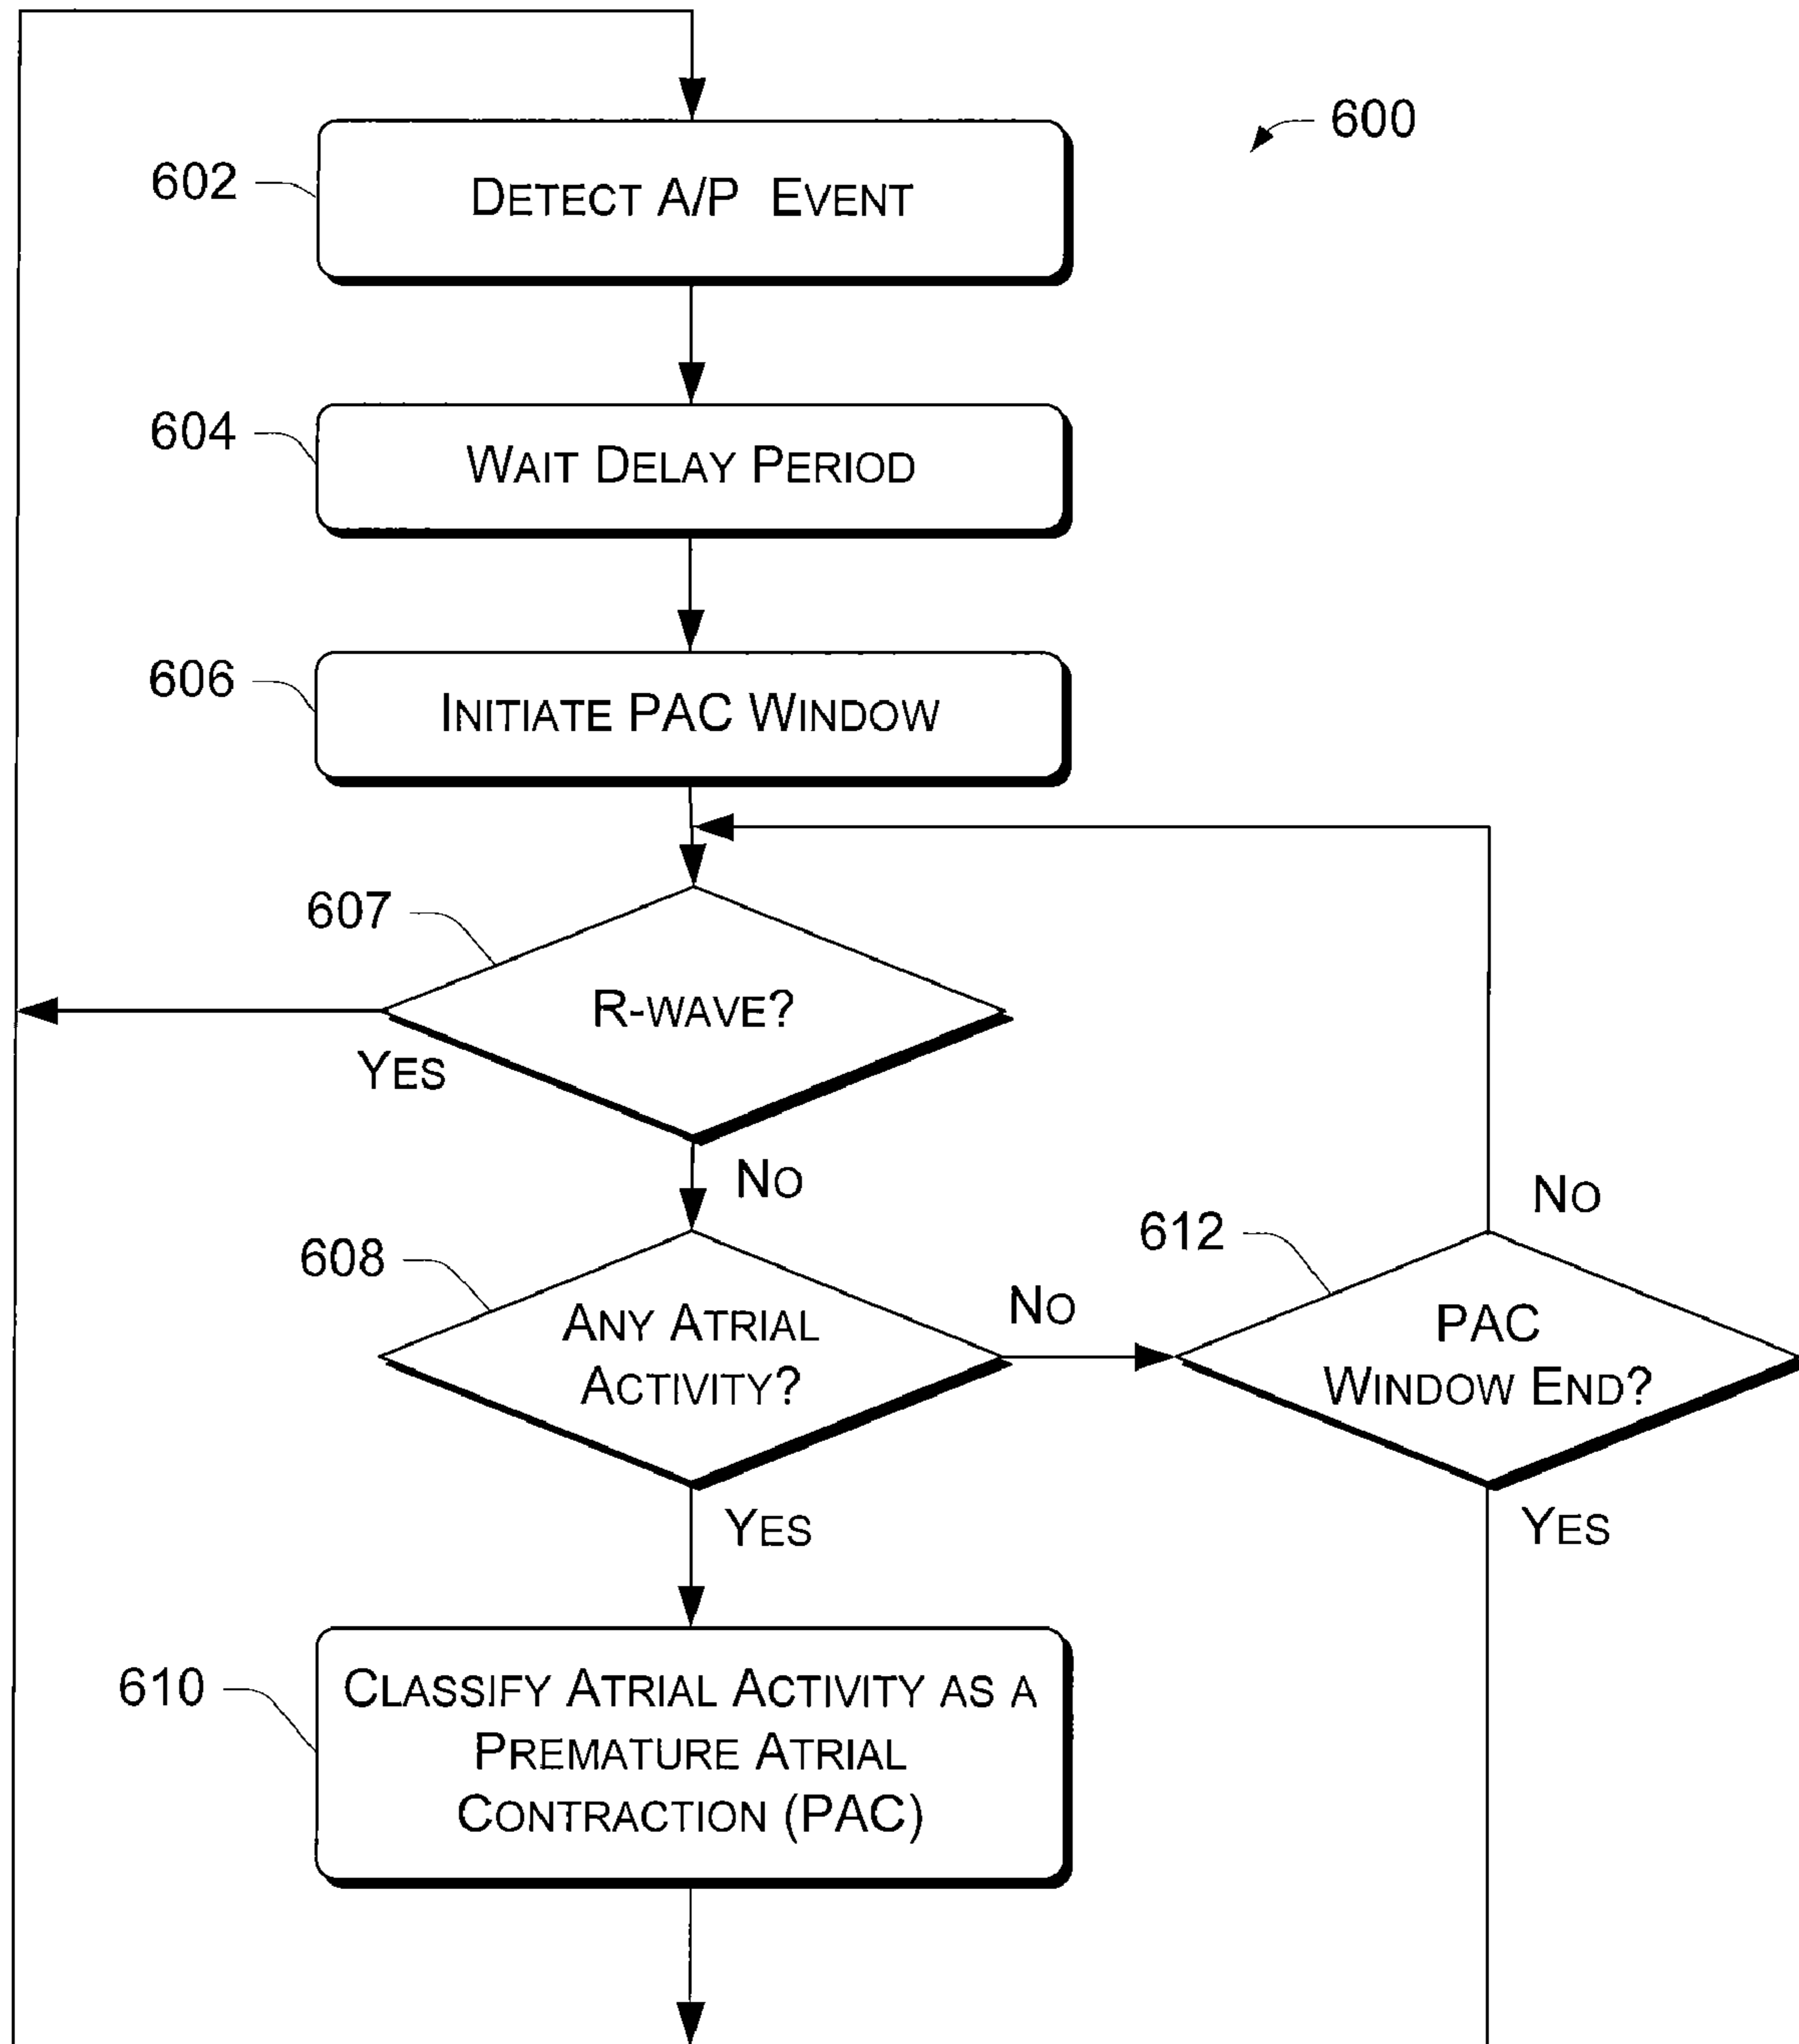 600
602
DETECT A/P EVENT
604
WAIT DELAY PERIOD
606
INITIATE PAC WINDOW
607
R-WAVE?
YES
NO
608
ANY ATRIAL
ACTIVITY?
NO
612
NO
PAC
WINDOW END?
YES
YES
610
CLASSIFY ATRIAL ACTIVITY AS A
PREMATURE ATRIAL
CONTRACTION (PAC)